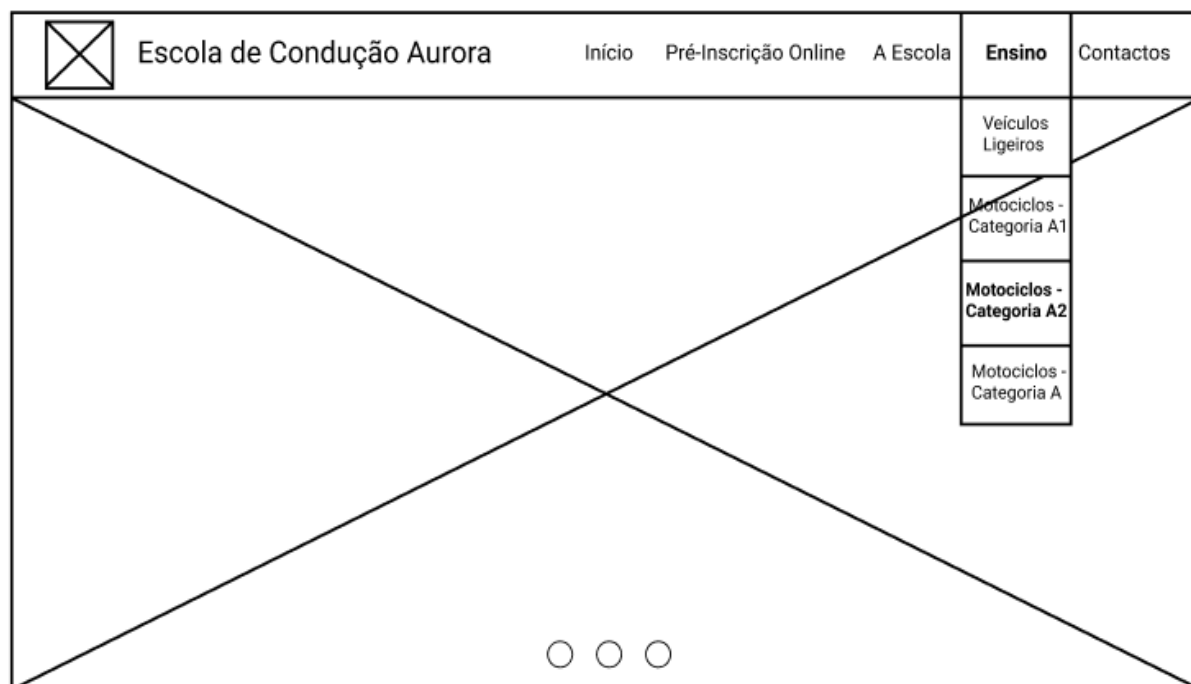 Escola de Condução Aurora
Início
Pré-Inscrição Online
A Escola
Ensino
Contactos
Veículos
Ligeiros
Motociclos -
Categoria A1
Motociclos -
Categoria A2
Motociclos -
Categoria A